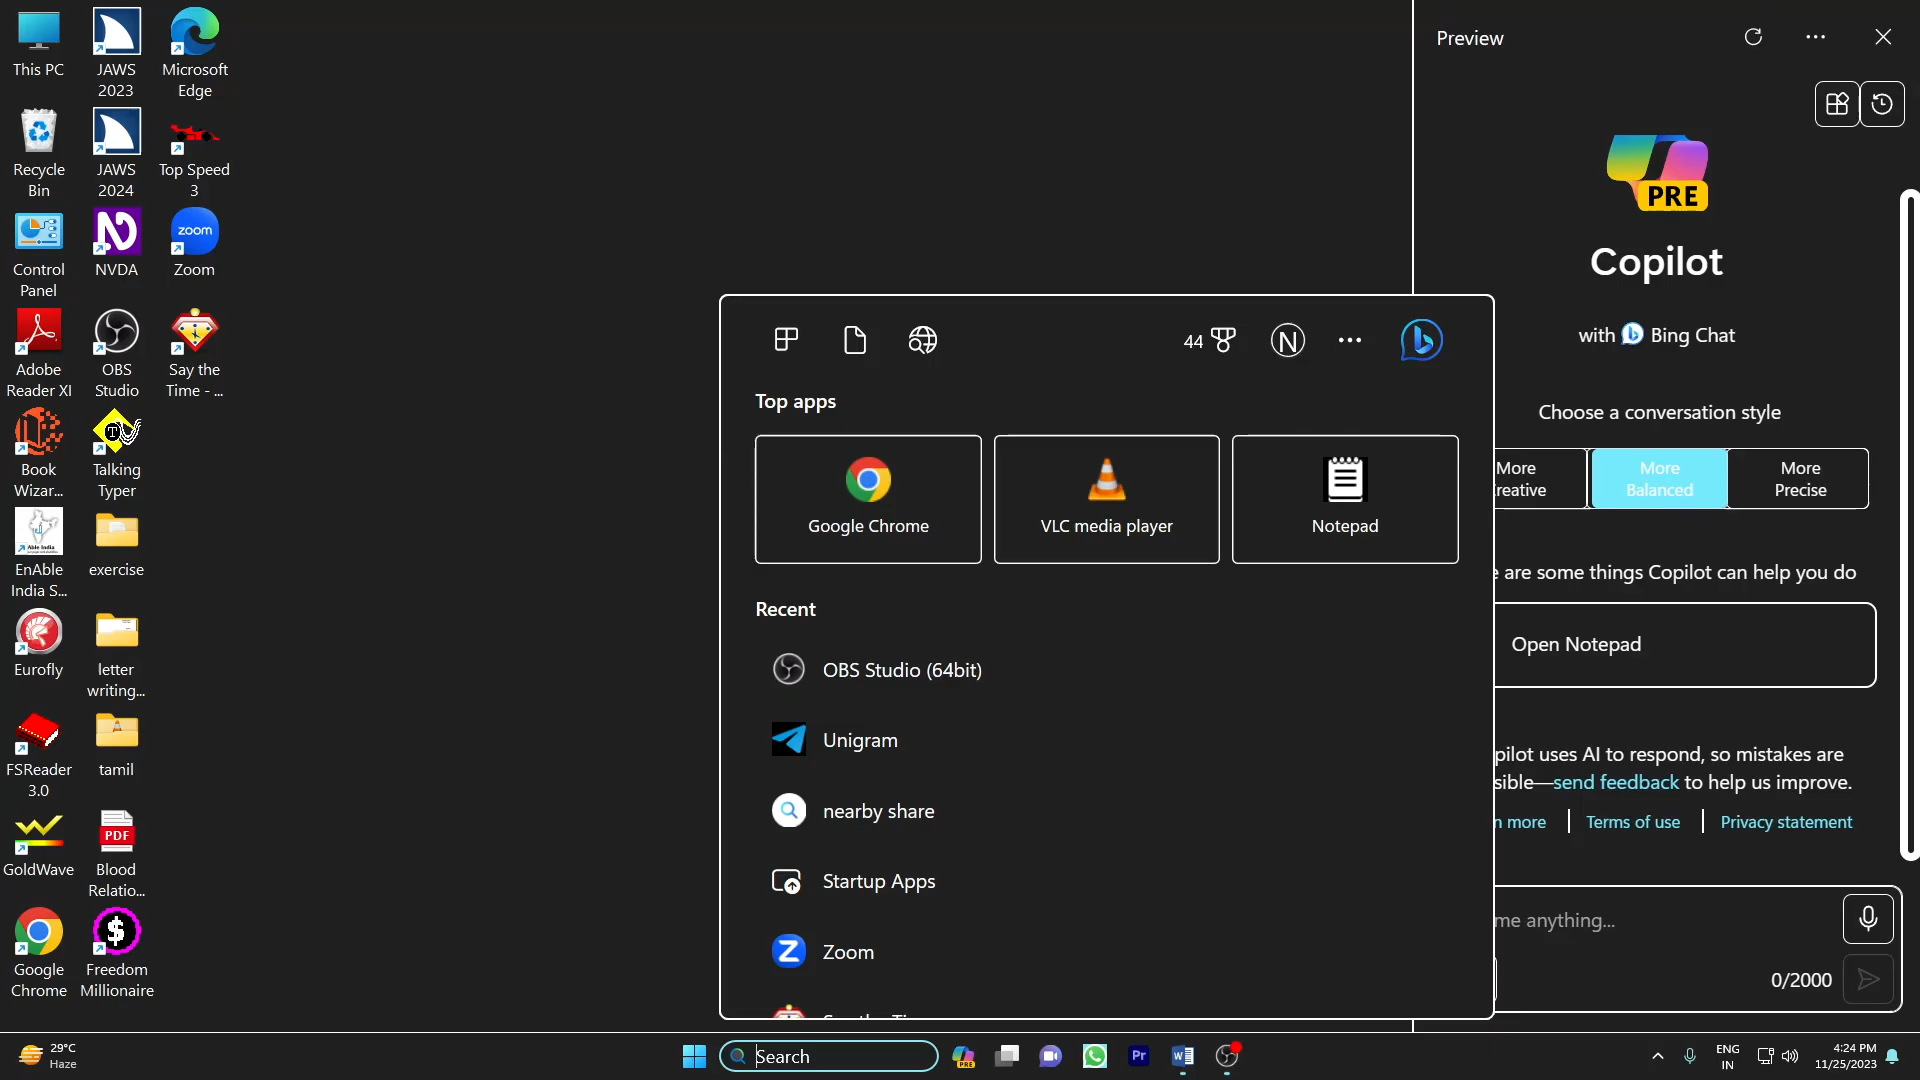 This PC
JAWS
2023
Microsoft
Edge
Recycle
Bin
JAWS
2024
Top Speed
3
Control
Panel
NVDA
zoom
Zoom
Adobe
Reader XI
OBS
Studio
Say the
Time - ...
Book
Wizar...
Talking
Typer
EnAble
India S...
exercise
Eurofly
letter
writing...
FSReader
3.0
tamil
GoldWave
PDF
Blood
Relatio...
Google
Chrome
Freedom
Millionaire
44
Top apps
Google Chrome
VLC media player
Notepad
Recent
OBS Studio (64bit)
Unigram
nearby share
Startup Apps
Zoom
Preview
PRE
Copilot
with Bing Chat
Choose a conversation style
More
reative
More
Balanced
More
Precise
e are some things Copilot can help you do
Open Notepad
pilot uses AI to respond, so mistakes are
sible—send feedback to help us improve.
n more
Terms of use
Privacy statement
me anything...
0/2000
29°C
Haze
Search
PRE
Pr
ENG
IN
4:24 PM
11/25/2023